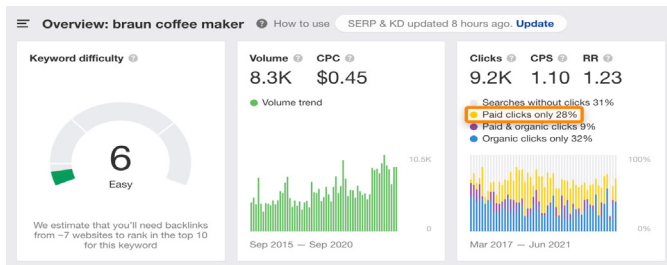 Overview: braun coffee maker ? How to use SERP & KD updated 8 hours ago. Update
Keyword difficulty ?
6
Easy
We estimate that you'll need backlinks
from ~7 websites to rank in the top 10
for this keyword
Volume ? CPC ?
8.3K $0.45
Volume trend
10.5K
0
Sep 2015 — Sep 2020
Clicks ? CPS ? RR ?
9.2K 1.10 1.23
Searches without clicks 31%
Paid clicks only 28%
Paid & organic clicks 9%
Organic clicks only 32%
100%
0%
Mar 2017 — Jun 2021